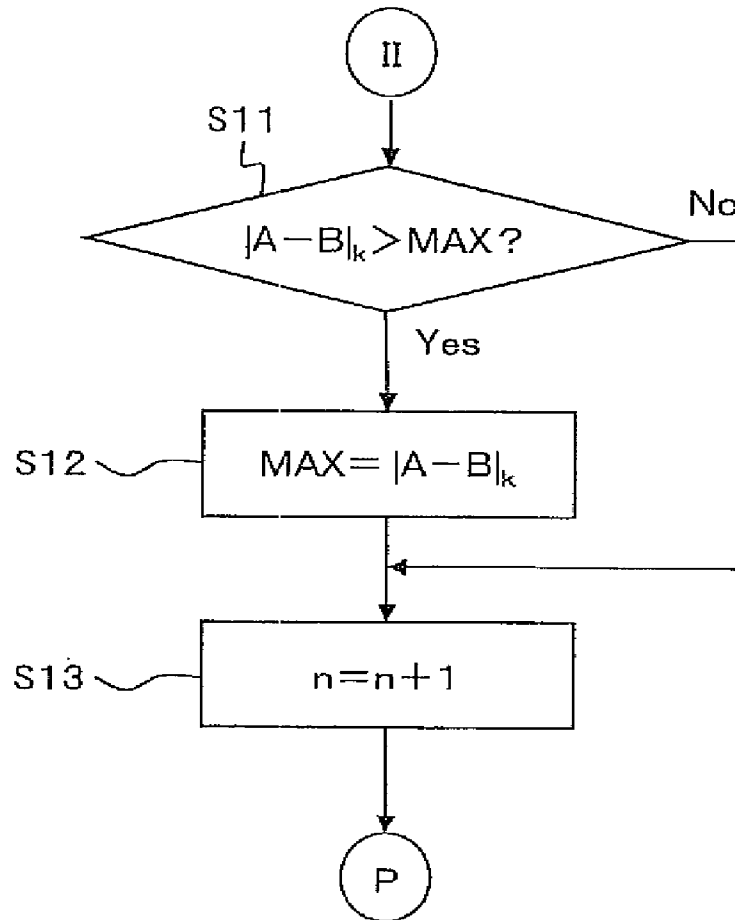 II
S11
No
|A−B|ₖ>MAX?
Yes
S12
MAX=|A−B|ₖ
S13
n=n+1
P